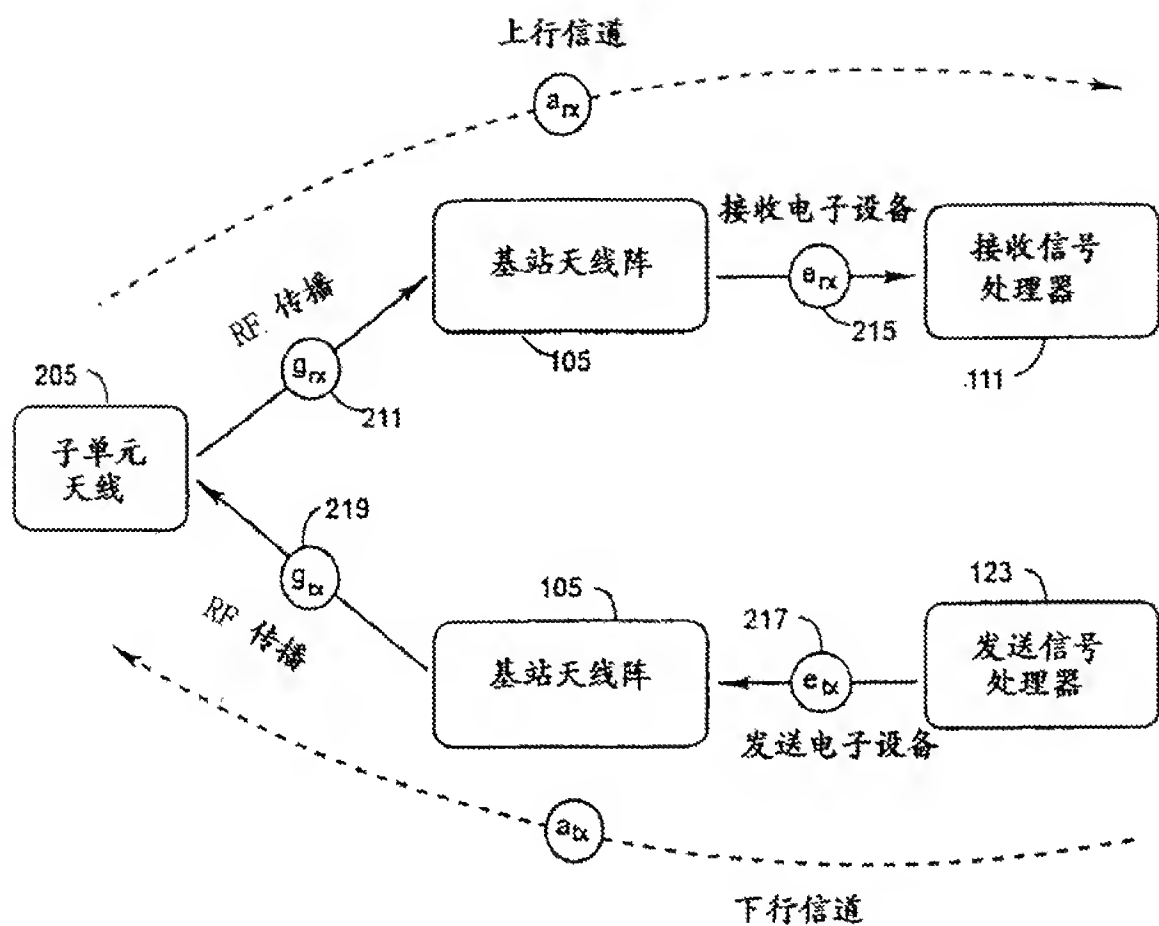 上行信道
a_rx
接收电子设备
基站天线阵
e_rx
接收信号
处理器
RF 传播
105
215
111
g_rx
211
205
子单元
天线
219
g_tx
RF 传播
105
基站天线阵
217
e_tx
发送电子设备
123
发送信号
处理器
a_tx
下行信道